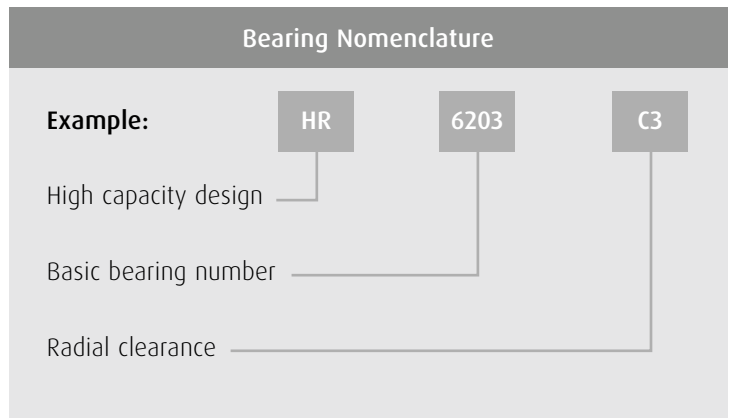 Bearing Nomenclature
Example: HR 6203 C3
High capacity design
Basic bearing number
Radial clearance